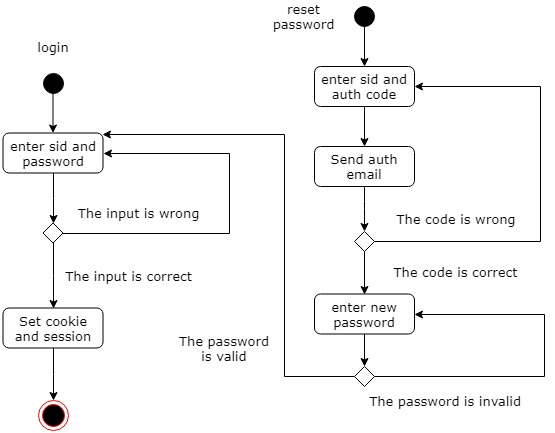 login
enter sid and
password
The input is wrong
The input is correct
Set cookie
and session
reset
password
enter sid and
auth code
Send auth
email
The code is wrong
The code is correct
enter new
password
The password
is valid
The password is invalid